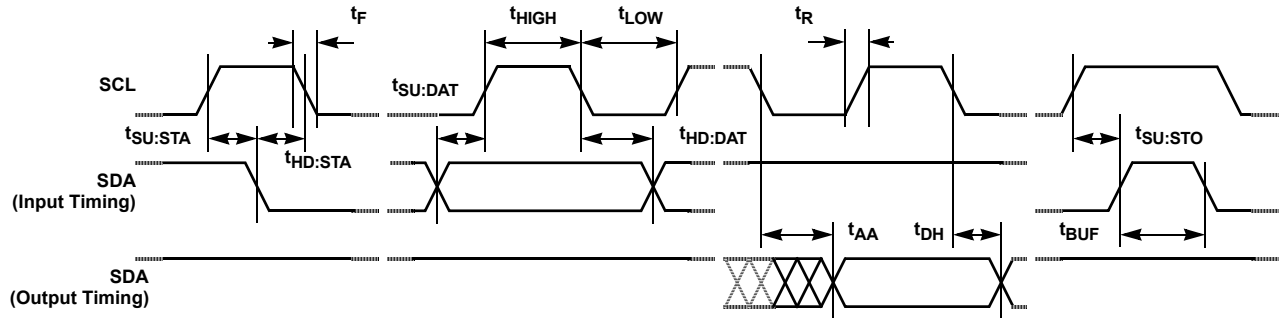 tF
tHIGH
tLOW
tR
SCL
tSU:DAT
tSU:STA
tHD:STA
tHD:DAT
tSU:STO
SDA
(Input Timing)
tAA
tDH
tBUF
SDA
(Output Timing)